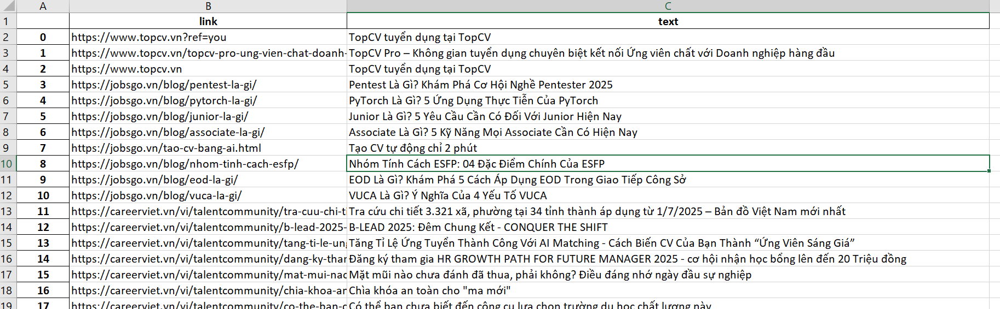 A B C
1 link text
2 0 https://www.topcv.vn?ref=you TopCV tuyển dụng tại TopCV
3 1 https://www.topcv.vn/topcv-pro-ung-vien-chat-doanh- TopCV Pro – Không gian tuyển dụng chuyên biệt kết nối Ứng viên chất với Doanh nghiệp hàng đầu
4 2 https://www.topcv.vn TopCV tuyển dụng tại TopCV
5 3 https://jobsgo.vn/blog/pentest-la-gi/ Pentest Là Gì? Khám Phá Cơ Hội Nghề Pentester 2025
6 4 https://jobsgo.vn/blog/pytorch-la-gi/ PyTorch Là Gì? 5 Ứng Dụng Thực Tiễn Của PyTorch
7 5 https://jobsgo.vn/blog/junior-la-gi/ Junior Là Gì? 5 Yêu Cầu Cần Có Đối Với Junior Hiện Nay
8 6 https://jobsgo.vn/blog/associate-la-gi/ Associate Là Gì? 5 Kỹ Năng Mọi Associate Cần Có Hiện Nay
9 7 https://jobsgo.vn/tao-cv-bang-ai.html Tạo CV tự động chỉ 2 phút
10 8 https://jobsgo.vn/blog/nhom-tinh-cach-esfp/ Nhóm Tính Cách ESFP: 04 Đặc Điểm Chính Của ESFP
11 9 https://jobsgo.vn/blog/eod-la-gi/ EOD Là Gì? Khám Phá 5 Cách Áp Dụng EOD Trong Giao Tiếp Công Sở
12 10 https://jobsgo.vn/blog/vuca-la-gi/ VUCA Là Gì? Ý Nghĩa Của 4 Yếu Tố VUCA
13 11 https://careerviet.vn/vi/talentcommunity/tra-cuu-chi-ti Tra cứu chi tiết 3.321 xã, phường tại 34 tỉnh thành áp dụng từ 1/7/2025 – Bản đồ Việt Nam mới nhất
14 12 https://careerviet.vn/vi/talentcommunity/b-lead-2025- B-LEAD 2025: Đêm Chung Kết - CONQUER THE SHIFT
15 13 https://careerviet.vn/vi/talentcommunity/tang-ti-le-ung Tăng Tỉ Lệ Ứng Tuyển Thành Công Với AI Matching - Cách Biến CV Của Bạn Thành “Ứng Viên Sáng Giá”
16 14 https://careerviet.vn/vi/talentcommunity/dang-ky-than Đăng ký tham gia HR GROWTH PATH FOR FUTURE MANAGER 2025 - cơ hội nhận học bổng lên đến 20 Triệu đồng
17 15 https://careerviet.vn/vi/talentcommunity/mat-mui-nao Mặt mũi nào chưa đánh đã thua, phải không? Điều đáng nhớ ngày đầu sự nghiệp
18 16 https://careerviet.vn/vi/talentcommunity/chia-khoa-an Chìa khóa an toàn cho "ma mới"
19 17 https://careerviet.vn/vi/talentcommunity/co-the-ban-c Có thể bạn chưa biết đến công cụ lựa chọn trường du học chất lượng này